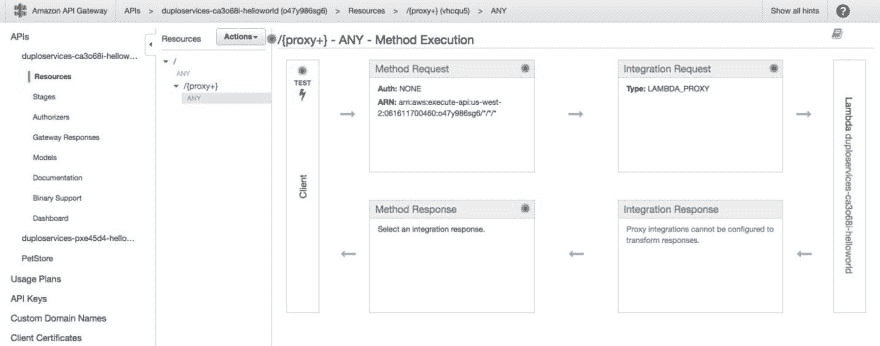 Amazon API Gateway APIs > duploservices-ca3o68i-helloworld (o47y986sg6) > Resources > /{proxy+} (vhcqu5) > ANY Show all hints ?
APIs
duploservices-ca3o68i-hellow...
Resources
Stages
Authorizers
Gateway Responses
Models
Documentation
Binary Support
Dashboard
duploservices-pxe45d4-hello...
PetStore
Usage Plans
API Keys
Custom Domain Names
Client Certificates
Resources Actions
/
ANY
/{proxy+}
ANY
/{proxy+} - ANY - Method Execution
TEST
Client
Method Request
Auth: NONE
ARN: arn:aws:execute-api:us-west-
2:061611700460:o47y986sg6/*/*/*
Integration Request
Type: LAMBDA_PROXY
Method Response
Select an integration response.
Integration Response
Proxy integrations cannot be configured to
transform responses.
Lambda duploservices-ca3o68i-helloworld